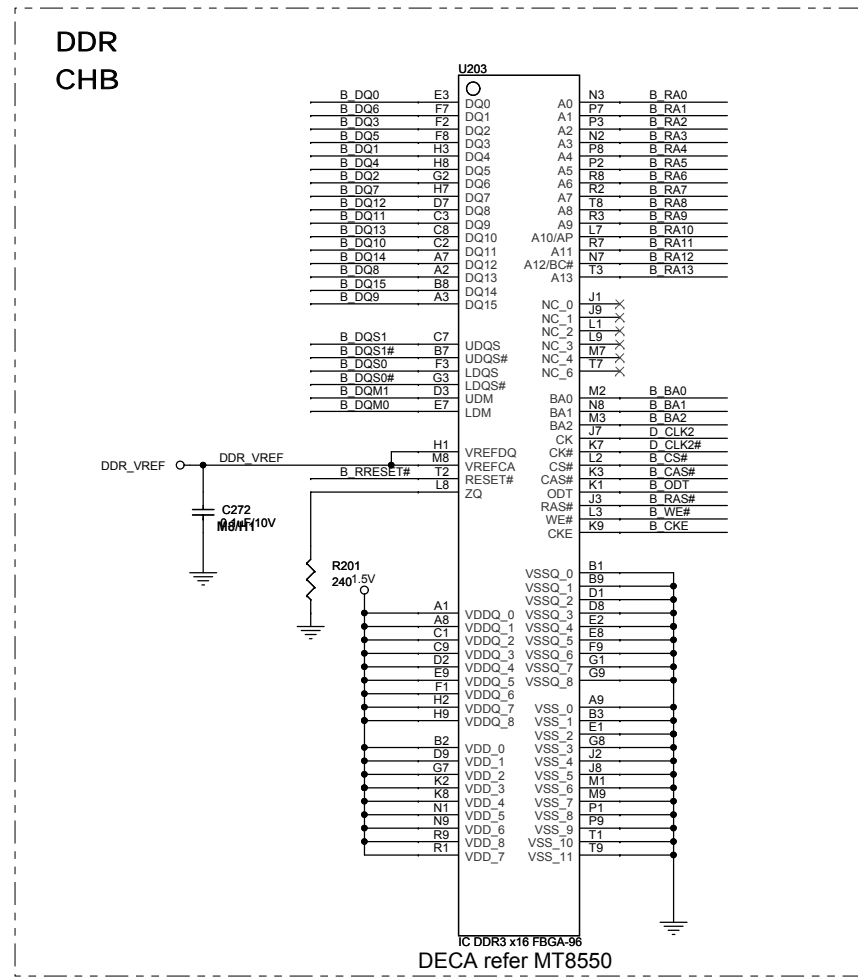 DDR
CHB
U203
B_DQ0 E3 DQ0 A0 N3 B_RA0
B_DQ6 F7 DQ1 A1 P7 B_RA1
B_DQ3 F2 DQ2 A2 P3 B_RA2
B_DQ5 F8 DQ3 A3 N2 B_RA3
B_DQ1 H3 DQ4 A4 P8 B_RA4
B_DQ4 H8 DQ5 A5 P2 B_RA5
B_DQ2 G2 DQ6 A6 R8 B_RA6
B_DQ7 H7 DQ7 A7 R2 B_RA7
B_DQ12 D7 DQ8 A8 T8 B_RA8
B_DQ11 C3 DQ9 A9 R3 B_RA9
B_DQ13 C8 DQ10 A10/AP L7 B_RA10
B_DQ10 C2 DQ11 A11 R7 B_RA11
B_DQ14 A7 DQ12 A12/BC# N7 B_RA12
B_DQ8 A2 DQ13 A13 T3 B_RA13
B_DQ15 B8 DQ14
B_DQ9 A3 DQ15
NC_0 J1
NC_1 J9
NC_2 L1
NC_3 L9
NC_4 M7
NC_6 T7
B_DQS1 C7 UDQS
B_DQS1# B7 UDQS#
B_DQS0 F3 LDQS
B_DQS0# G3 LDQS#
B_DQM1 D3 UDM
B_DQM0 E7 LDM
BA0 M2 B_BA0
BA1 N8 B_BA1
BA2 M3 B_BA2
CK J7 D_CLK2
CK# K7 D_CLK2#
CS# L2 B_CS#
CAS# K3 B_CAS#
ODT K1 B_ODT
RAS# J3 B_RAS#
WE# L3 B_WE#
CKE K9 B_CKE
H1 VREFDQ
DDR_VREF DDR_VREF M8 VREFCA
B_RRESET# T2 RESET#
L8 ZQ
C272
0.1uF/10V
M8/H1
R201
240
1.5V
VSSQ_0 B1
VSSQ_1 B9
VSSQ_2 D1
VSSQ_3 D8
VSSQ_4 E2
VSSQ_5 E8
VSSQ_6 F9
VSSQ_7 G1
VSSQ_8 G9
A1 VDDQ_0
A8 VDDQ_1
C1 VDDQ_2
C9 VDDQ_3
D2 VDDQ_4
E9 VDDQ_5
F1 VDDQ_6
H2 VDDQ_7
H9 VDDQ_8
VSS_0 A9
VSS_1 B3
VSS_2 E1
VSS_3 G8
VSS_4 J2
VSS_5 J8
VSS_6 M1
VSS_7 M9
VSS_8 P1
VSS_9 P9
VSS_10 T1
VSS_11 T9
B2 VDD_0
D9 VDD_1
G7 VDD_2
K2 VDD_3
K8 VDD_4
N1 VDD_5
N9 VDD_6
R9 VDD_8
R1 VDD_7
IC DDR3 x16 FBGA-96
DECA refer MT8550